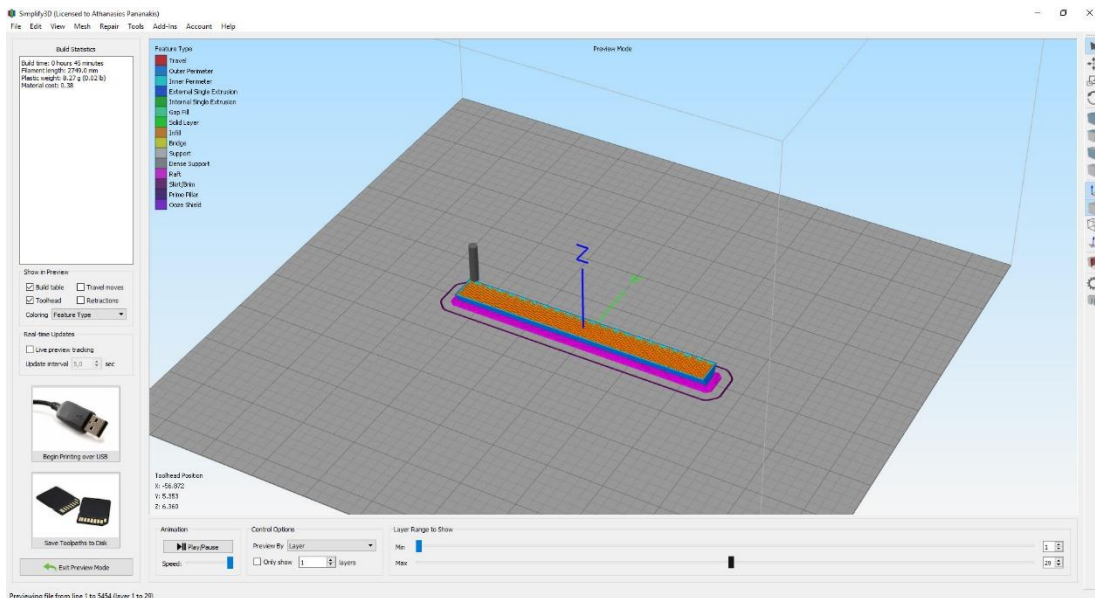 Simplify3D (Licensed to Athanasios Pananakis)
File Edit View Mesh Repair Tools Add-Ins Account Help
Build Statistics
Build time: 0 hours 46 minutes
Filament length: 2749.0 mm
Plastic weight: 8.27 g (0.02 lb)
Material cost: 0.38
Show in Preview
Build table
Travel moves
Toolhead
Retractions
Coloring Feature Type
Real-time Updates
Live preview tracking
Update interval 5,0 sec
Begin Printing over USB
Save Toolpaths to Disk
Exit Preview Mode
Feature Type
Travel
Outer Perimeter
Inner Perimeter
External Single Extrusion
Internal Single Extrusion
Gap Fill
Solid Layer
Infill
Bridge
Support
Dense Support
Raft
Skirt/Brim
Prime Pillar
Ooze Shield
Preview Mode
Z
Toolhead Position
X: -56.872
Y: 5.353
Z: 6.360
Animation
Play/Pause
Speed:
Control Options
Preview By Layer
Only show 1 layers
Layer Range to Show
Min 1
Max 20
Previewing file from line 1 to 5454 (layer 1 to 20)